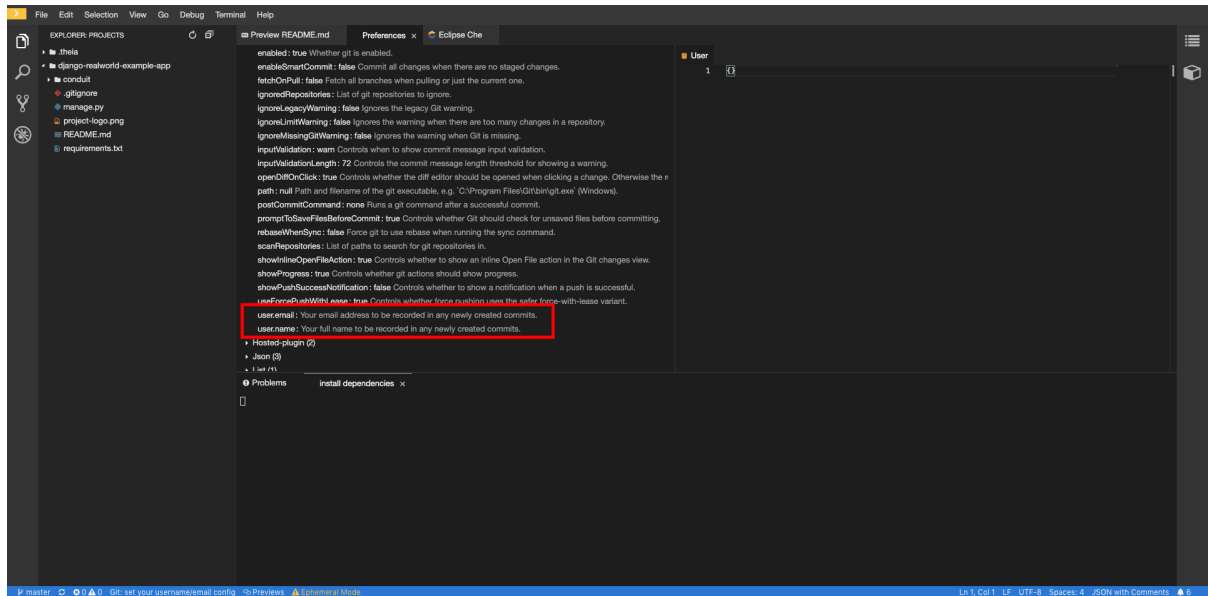 File Edit Selection View Go Debug Terminal Help
EXPLORER: PROJECTS
.theia
django-realworld-example-app
conduit
.gitignore
manage.py
project-logo.png
README.md
requirements.txt
Preview README.md Preferences × Eclipse Che
enabled: true Whether git is enabled.
enableSmartCommit: false Commit all changes when there are no staged changes.
fetchOnPull: false Fetch all branches when pulling or just the current one.
ignoredRepositories: List of git repositories to ignore.
ignoreLegacyWarning: false Ignores the legacy Git warning.
ignoreLimitWarning: false Ignores the warning when there are too many changes in a repository.
ignoreMissingGitWarning: false Ignores the warning when Git is missing.
inputValidation: warn Controls when to show commit message input validation.
inputValidationLength: 72 Controls the commit message length threshold for showing a warning.
openDiffOnClick: true Controls whether the diff editor should be opened when clicking a change. Otherwise the r
path: null Path and filename of the git executable, e.g. `C:\Program Files\Git\bin\git.exe` (Windows).
postCommitCommand: none Runs a git command after a successful commit.
promptToSaveFilesBeforeCommit: true Controls whether Git should check for unsaved files before committing.
rebaseWhenSync: false Force git to use rebase when running the sync command.
scanRepositories: List of paths to search for git repositories in.
showInlineOpenFileAction: true Controls whether to show an inline Open File action in the Git changes view.
showProgress: true Controls whether git actions should show progress.
showPushSuccessNotification: false Controls whether to show a notification when a push is successful.
useForcePushWithLease: true Controls whether force pushing uses the safer force-with-lease variant.
user.email: Your email address to be recorded in any newly created commits.
user.name: Your full name to be recorded in any newly created commits.
Hosted-plugin (2)
Json (3)
List (1)
User
1 {}
Problems install dependencies ×
master 0 0 Git: set your username/email config Previews Ephemeral Mode Ln 1, Col 1 LF UTF-8 Spaces: 4 JSON with Comments 6